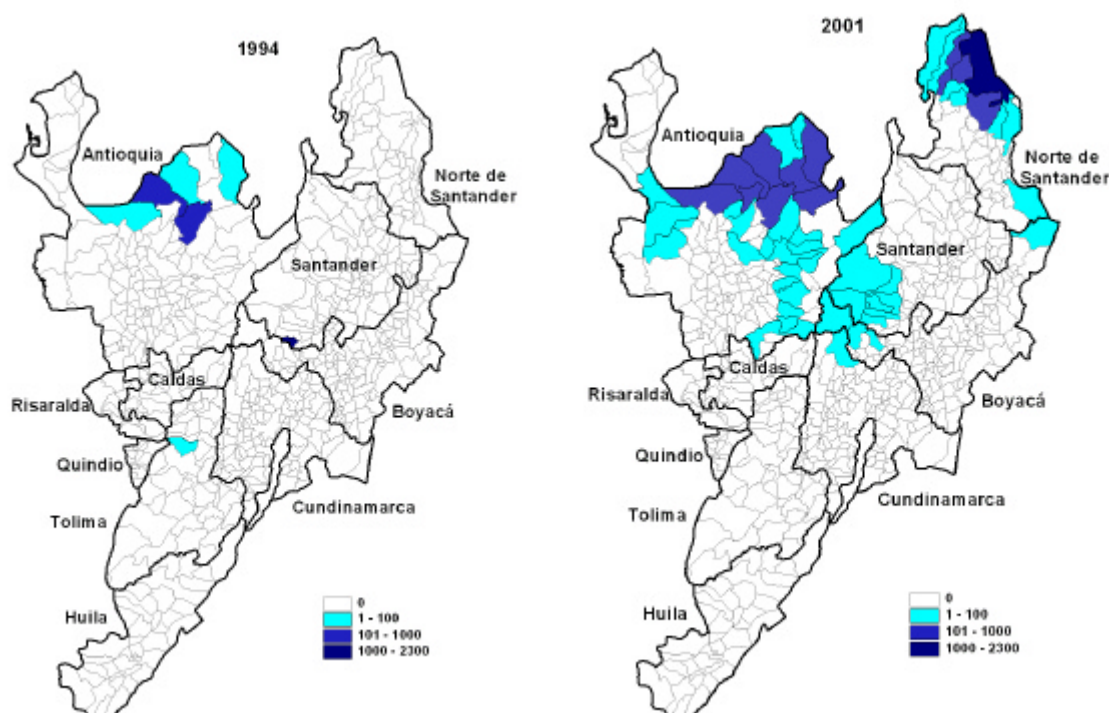 1994
Antioquia
Norte de
Santander
Santander
Caldas
Risaralda
Boyacá
Quindio
Cundinamarca
Tolima
Huila
0
1 - 100
101 - 1000
1000 - 2300
2001
Antioquia
Norte de
Santander
Santander
Caldas
Risaralda
Boyacá
Quindio
Cundinamarca
Tolima
Huila
0
1 - 100
101 - 1000
1000 - 2300